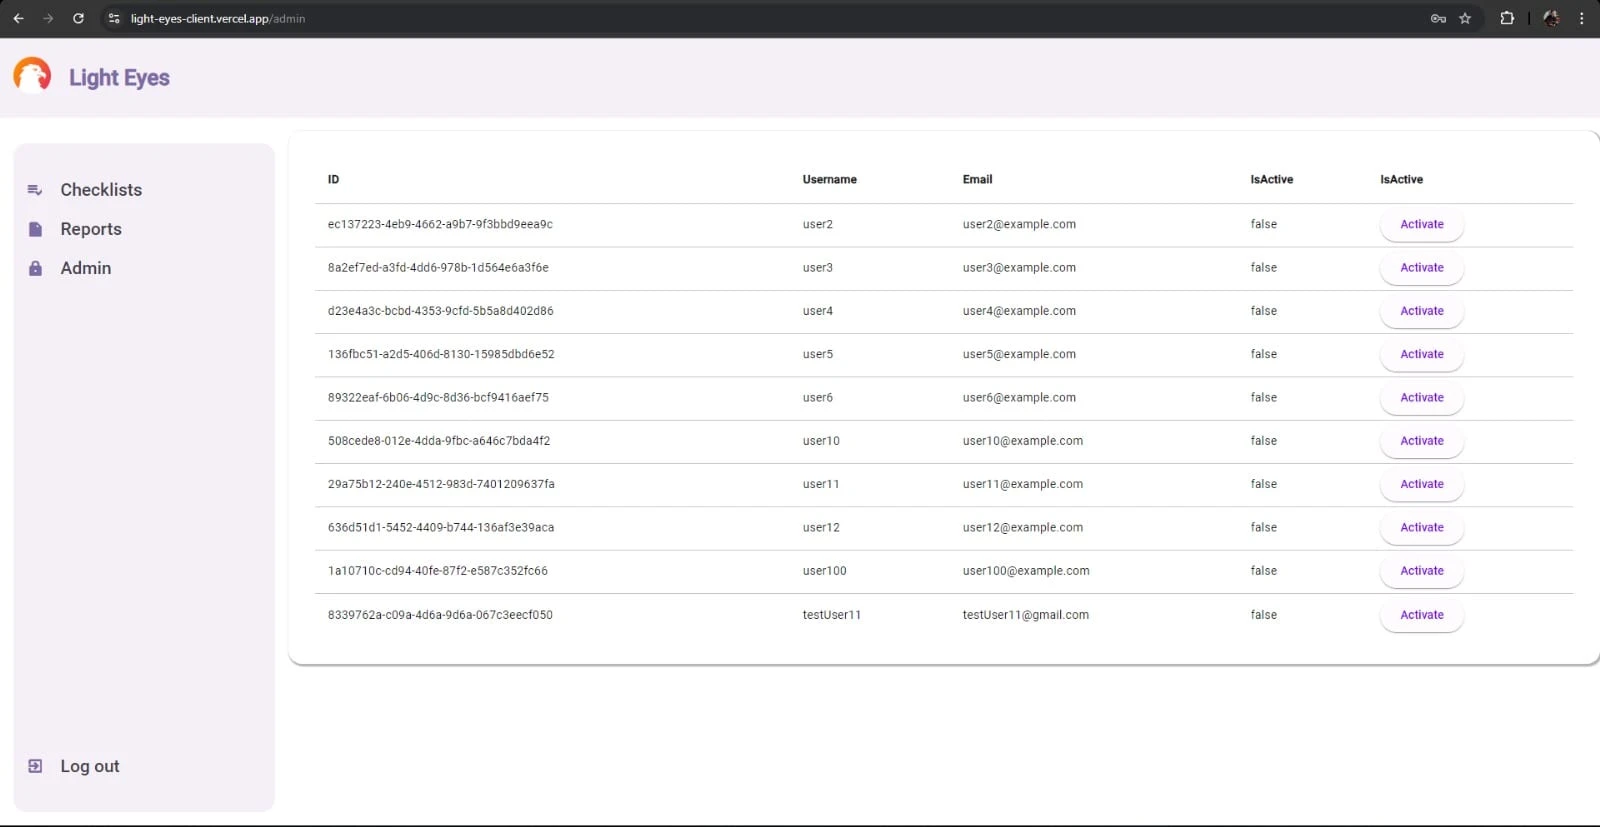 light-eyes-client.vercel.app/admin
Light Eyes
Checklists
Reports
Admin
Log out
ID Username Email IsActive IsActive
ec137223-4eb9-4662-a9b7-9f3bbd9eea9c user2 user2@example.com false Activate
8a2ef7ed-a3fd-4dd6-978b-1d564e6a3f6e user3 user3@example.com false Activate
d23e4a3c-bcbd-4353-9cfd-5b5a8d402d86 user4 user4@example.com false Activate
136fbc51-a2d5-406d-8130-15985dbd6e52 user5 user5@example.com false Activate
89322eaf-6b06-4d9c-8d36-bcf9416aef75 user6 user6@example.com false Activate
508cede8-012e-4dda-9fbc-a646c7bda4f2 user10 user10@example.com false Activate
29a75b12-240e-4512-983d-7401209637fa user11 user11@example.com false Activate
636d51d1-5452-4409-b744-136af3e39aca user12 user12@example.com false Activate
1a10710c-cd94-40fe-87f2-e587c352fc66 user100 user100@example.com false Activate
8339762a-c09a-4d6a-9d6a-067c3eecf050 testUser11 testUser11@gmail.com false Activate